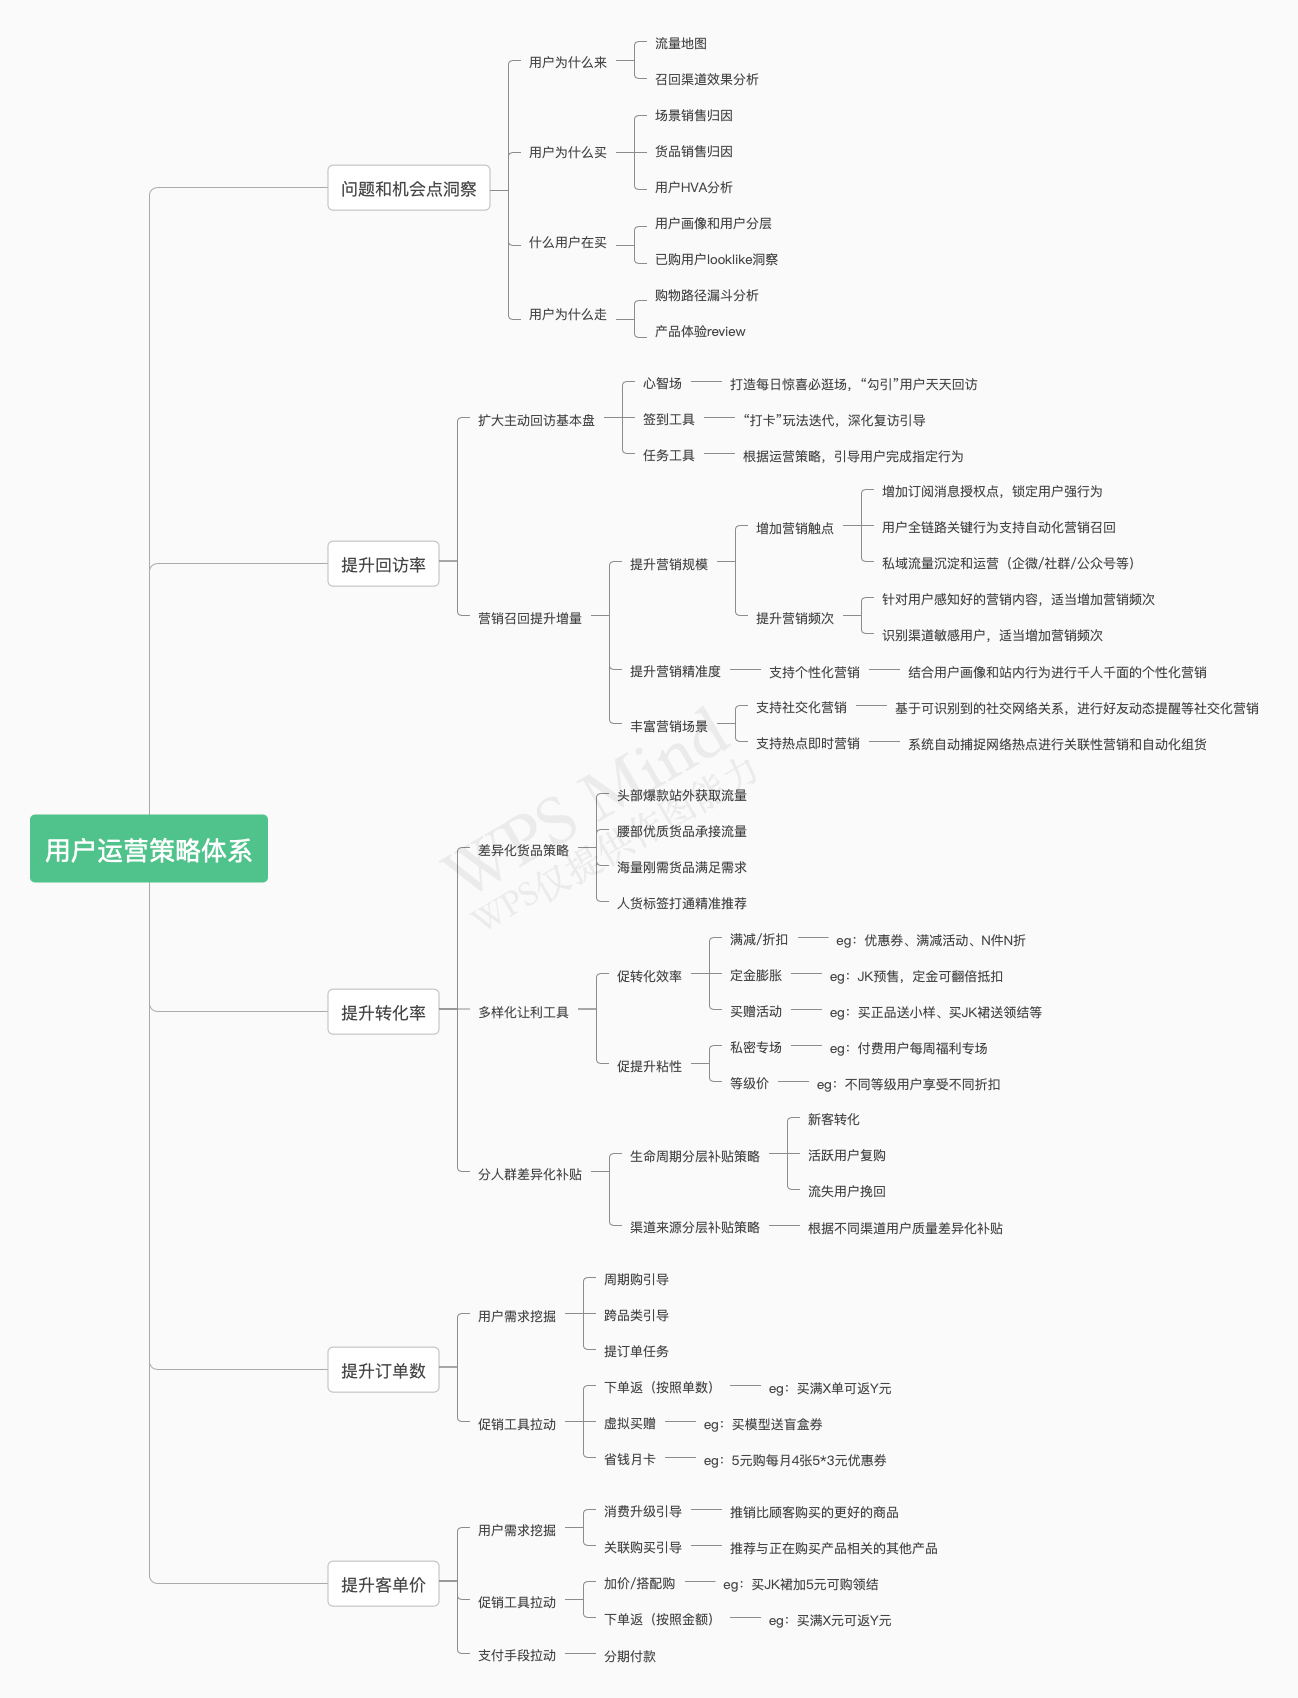 用户运营策略体系
问题和机会点洞察
用户为什么来
流量地图
召回渠道效果分析
用户为什么买
场景销售归因
货品销售归因
用户HVA分析
什么用户在买
用户画像和用户分层
已购用户looklike洞察
用户为什么走
购物路径漏斗分析
产品体验review
提升回访率
扩大主动回访基本盘
心智场
打造每日惊喜必逛场，“勾引”用户天天回访
签到工具
“打卡”玩法迭代，深化复访引导
任务工具
根据运营策略，引导用户完成指定行为
营销召回提升增量
提升营销规模
增加营销触点
增加订阅消息授权点，锁定用户强行为
用户全链路关键行为支持自动化营销召回
私域流量沉淀和运营（企微/社群/公众号等）
提升营销频次
针对用户感知好的营销内容，适当增加营销频次
识别渠道敏感用户，适当增加营销频次
提升营销精准度
支持个性化营销
结合用户画像和站内行为进行千人千面的个性化营销
丰富营销场景
支持社交化营销
基于可识别到的社交网络关系，进行好友动态提醒等社交化营销
支持热点即时营销
系统自动捕捉网络热点进行关联性营销和自动化组货
提升转化率
差异化货品策略
头部爆款站外获取流量
腰部优质货品承接流量
海量刚需货品满足需求
人货标签打通精准推荐
多样化让利工具
促转化效率
满减/折扣
eg：优惠券、满减活动、N件N折
定金膨胀
eg：JK预售，定金可翻倍抵扣
买赠活动
eg：买正品送小样、买JK裙送领结等
促提升粘性
私密专场
eg：付费用户每周福利专场
等级价
eg：不同等级用户享受不同折扣
分人群差异化补贴
生命周期分层补贴策略
新客转化
活跃用户复购
流失用户挽回
渠道来源分层补贴策略
根据不同渠道用户质量差异化补贴
提升订单数
用户需求挖掘
周期购引导
跨品类引导
提订单任务
促销工具拉动
下单返（按照单数）
eg：买满X单可返Y元
虚拟买赠
eg：买模型送盲盒券
省钱月卡
eg：5元购每月4张5*3元优惠券
提升客单价
用户需求挖掘
消费升级引导
推销比顾客购买的更好的商品
关联购买引导
推荐与正在购买产品相关的其他产品
促销工具拉动
加价/搭配购
eg：买JK裙加5元可购领结
下单返（按照金额）
eg：买满X元可返Y元
支付手段拉动
分期付款
WPS Mind
WPS仅提供作图能力